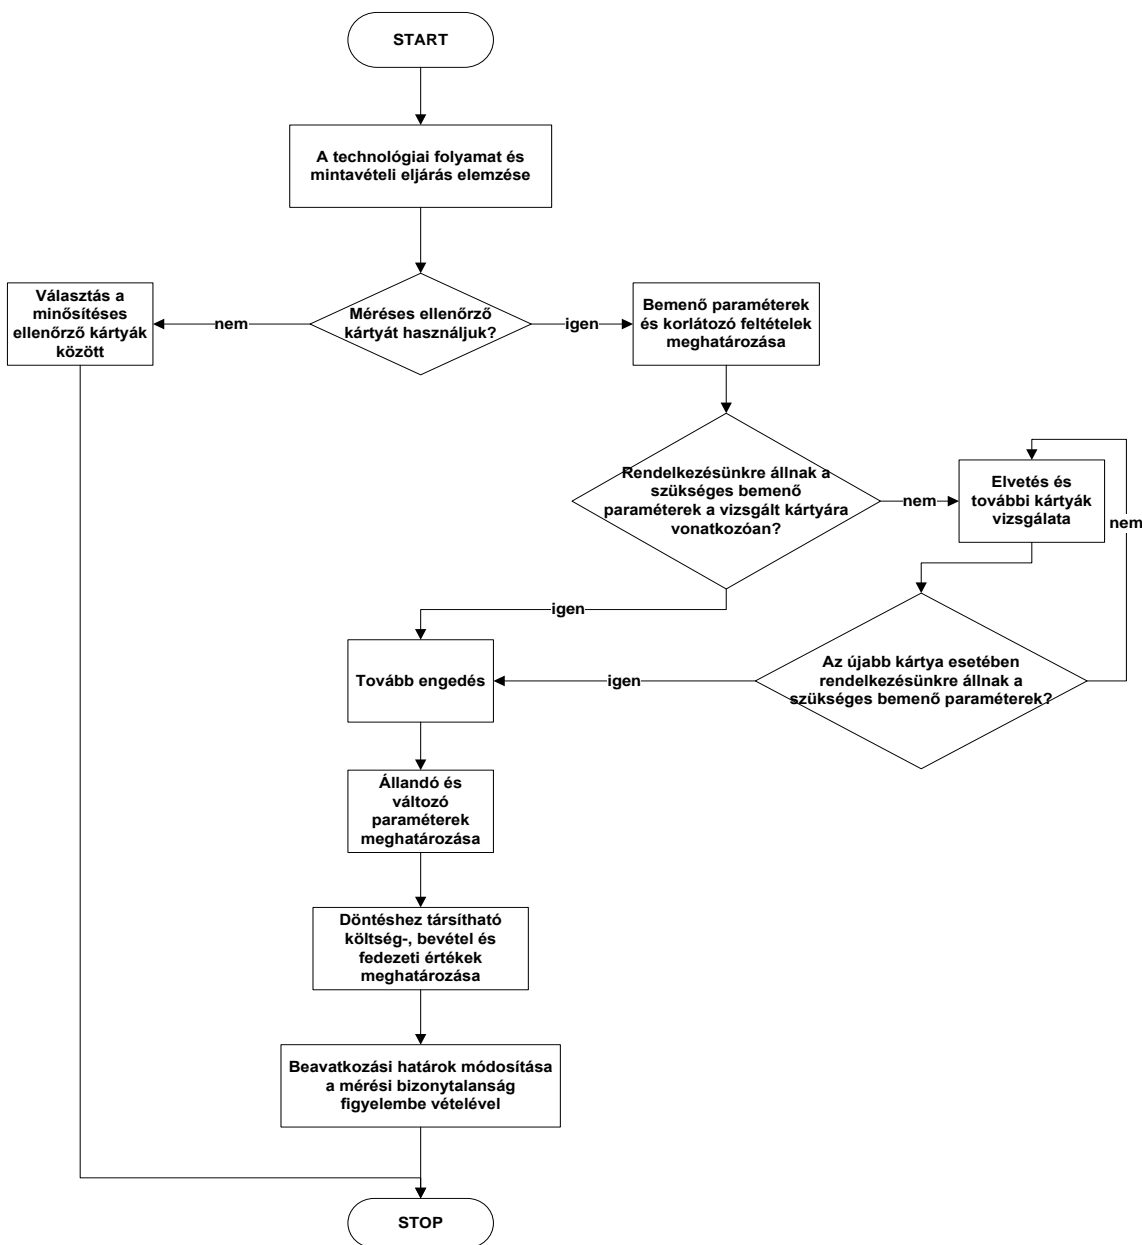 START
A technológiai folyamat és
mintavételi eljárás elemzése
Választás a
minősítéses
ellenőrző kártyák
között
nem
Méréses ellenőrző
kártyát használjuk?
igen
Bemenő paraméterek
és korlátozó feltételek
meghatározása
Rendelkezésünkre állnak a
szükséges bemenő
paraméterek a vizsgált kártyára
vonatkozóan?
nem
Elvetés és
további kártyák
vizsgálata
nem
igen
Tovább engedés
igen
Az újabb kártya esetében
rendelkezésünkre állnak a
szükséges bemenő paraméterek?
Állandó és
változó
paraméterek
meghatározása
Döntéshez társítható
költség-, bevétel és
fedezeti értékek
meghatározása
Beavatkozási határok módosítása
a mérési bizonytalanság
figyelembe vételével
STOP